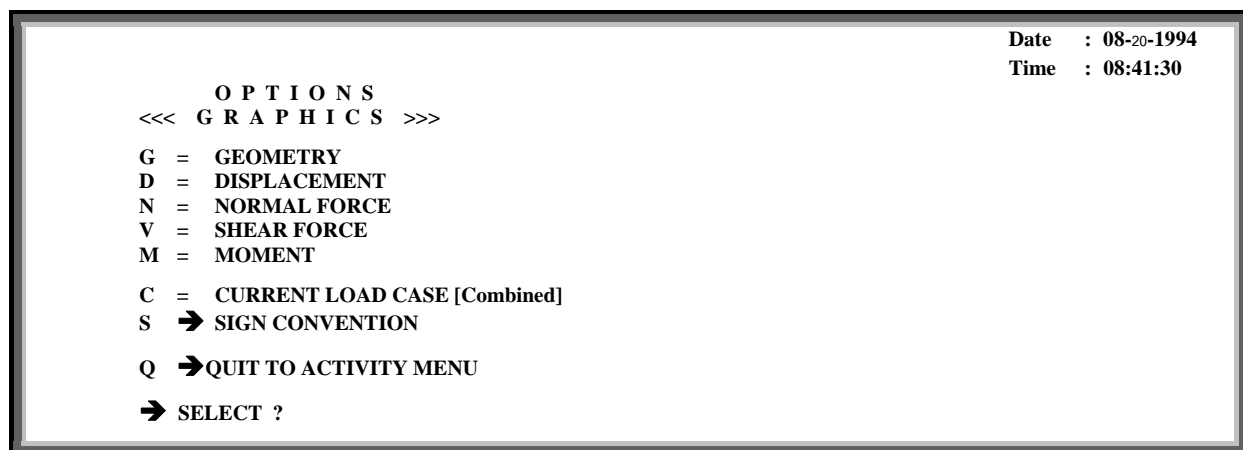 Date : 08-20-1994
Time : 08:41:30
O P T I O N S
<<< G R A P H I C S >>>
G = GEOMETRY
D = DISPLACEMENT
N = NORMAL FORCE
V = SHEAR FORCE
M = MOMENT
C = CURRENT LOAD CASE [Combined]
S ➔ SIGN CONVENTION
Q ➔QUIT TO ACTIVITY MENU
➔ SELECT ?